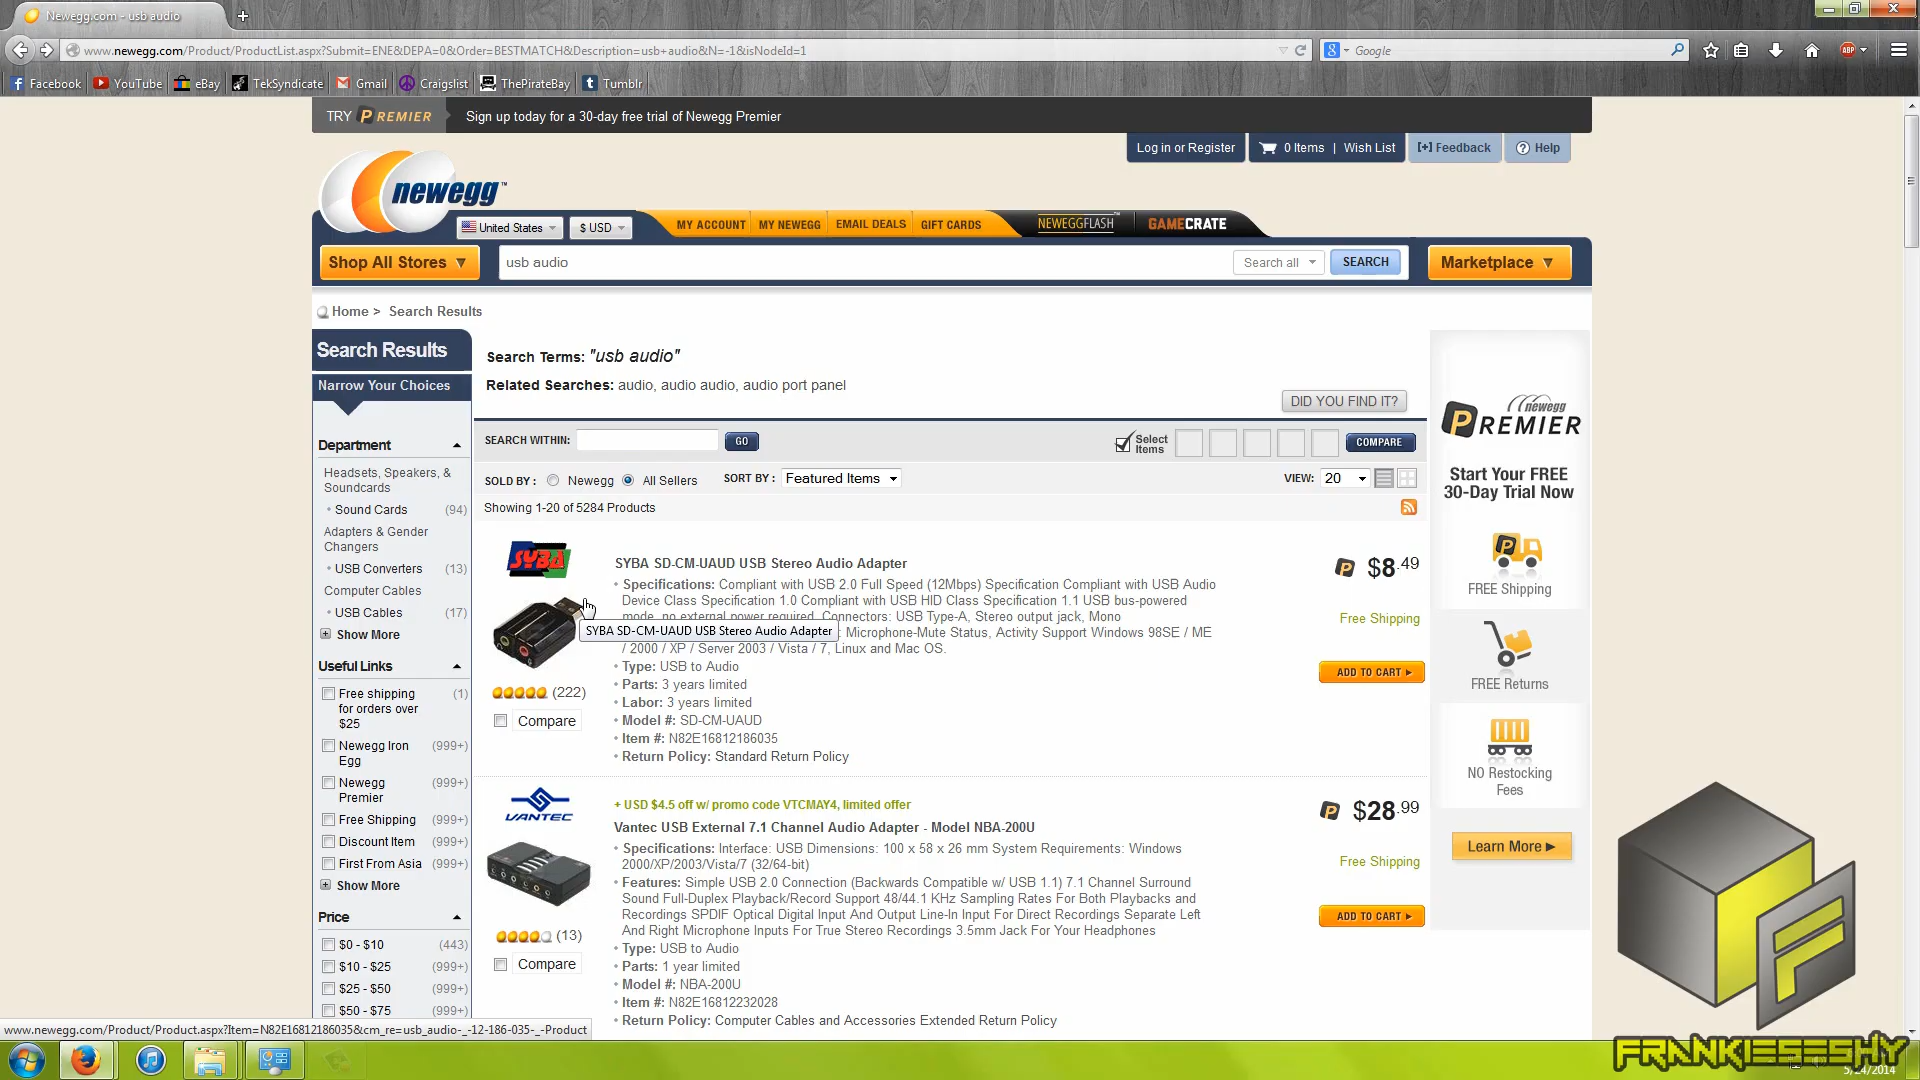 Newegg.com - usb audio
www.newegg.com/Product/ProductList.aspx?Submit=ENE&DEPA=0&Order=BESTMATCH&Description=usb+audio&N=-1&isNodeId=1
Google
ABP
Facebook
YouTube
eBay
TekSyndicate
Gmail
Craigslist
ThePirateBay
Tumblr
TRY PREMIER
Sign up today for a 30-day free trial of Newegg Premier
Log in or Register
0 Items | Wish List
[+] Feedback
Help
newegg™
United States
$ USD
MY ACCOUNT
MY NEWEGG
EMAIL DEALS
GIFT CARDS
NEWEGGFLASH
GAMECRATE
Shop All Stores
usb audio
Search all
SEARCH
Marketplace
Home > Search Results
Search Results
Narrow Your Choices
Department
Headsets, Speakers, &
Soundcards
Sound Cards (94)
Adapters & Gender
Changers
USB Converters (13)
Computer Cables
USB Cables (17)
Show More
Useful Links
Free shipping (1)
for orders over
$25
Newegg Iron (999+)
Egg
Newegg (999+)
Premier
Free Shipping (999+)
Discount Item (999+)
First From Asia (999+)
Show More
Price
$0 - $10 (443)
$10 - $25 (999+)
$25 - $50 (999+)
$50 - $75 (999+)
Search Terms: "usb audio"
Related Searches: audio, audio audio, audio port panel
DID YOU FIND IT?
SEARCH WITHIN:
GO
Select
Items
COMPARE
SOLD BY : Newegg All Sellers
SORT BY : Featured Items
VIEW: 20
Showing 1-20 of 5284 Products
SYBA
SYBA SD-CM-UAUD USB Stereo Audio Adapter
• Specifications: Compliant with USB 2.0 Full Speed (12Mbps) Specification Compliant with USB Audio
Device Class Specification 1.0 Compliant with USB HID Class Specification 1.1 USB bus-powered
mode, no external power required. Connectors: USB Type-A, Stereo output jack, Mono
SYBA SD-CM-UAUD USB Stereo Audio Adapter
: Microphone-Mute Status, Activity Support Windows 98SE / ME
/ 2000 / XP / Server 2003 / Vista / 7, Linux and Mac OS.
• Type: USB to Audio
• Parts: 3 years limited
• Labor: 3 years limited
• Model #: SD-CM-UAUD
• Item #: N82E16812186035
• Return Policy: Standard Return Policy
(222)
Compare
$8.49
Free Shipping
ADD TO CART
VANTEC
+ USD $4.5 off w/ promo code VTCMAY4, limited offer
Vantec USB External 7.1 Channel Audio Adapter - Model NBA-200U
• Specifications: Interface: USB Dimensions: 100 x 58 x 26 mm System Requirements: Windows
2000/XP/2003/Vista/7 (32/64-bit)
• Features: Simple USB 2.0 Connection (Backwards Compatible w/ USB 1.1) 7.1 Channel Surround
Sound Full-Duplex Playback/Record Support 48/44.1 KHz Sampling Rates For Both Playbacks and
Recordings SPDIF Optical Digital Input And Output Line-In Input For Direct Recordings Separate Left
And Right Microphone Inputs For True Stereo Recordings 3.5mm Jack For Your Headphones
• Type: USB to Audio
• Parts: 1 year limited
• Model #: NBA-200U
• Item #: N82E16812232028
• Return Policy: Computer Cables and Accessories Extended Return Policy
(13)
Compare
$28.99
Free Shipping
ADD TO CART
newegg
PREMIER
Start Your FREE
30-Day Trial Now
FREE Shipping
FREE Returns
NO Restocking
Fees
Learn More
www.newegg.com/Product/Product.aspx?Item=N82E16812186035&cm_re=usb_audio-_-12-186-035-_-Product
FRANKIESESHY
5/24/2014